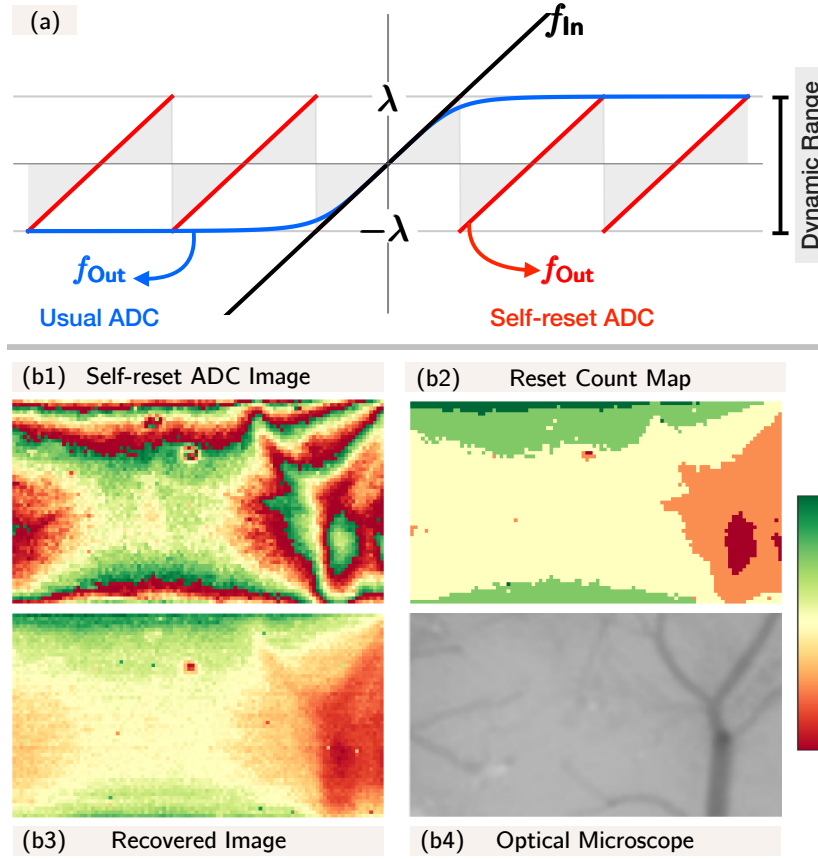 (a)
f_In
λ
−λ
f_Out
Usual ADC
f_Out
Self-reset ADC
Dynamic Range
(b1) Self-reset ADC Image
(b2) Reset Count Map
(b3) Recovered Image
(b4) Optical Microscope